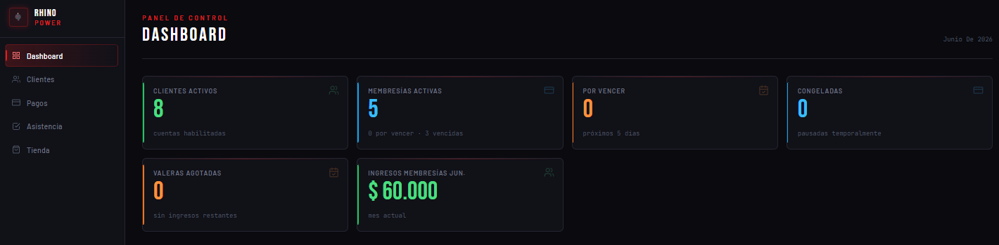 RHINO
POWER
Dashboard
Clientes
Pagos
Asistencia
Tienda
PANEL DE CONTROL
DASHBOARD
Junio De 2026
CLIENTES ACTIVOS
8
cuentas habilitadas
MEMBRESÍAS ACTIVAS
5
0 por vencer · 3 vencidas
POR VENCER
0
próximos 5 días
CONGELADAS
0
pausadas temporalmente
VALERAS AGOTADAS
0
sin ingresos restantes
INGRESOS MEMBRESÍAS JUN.
$ 60.000
mes actual